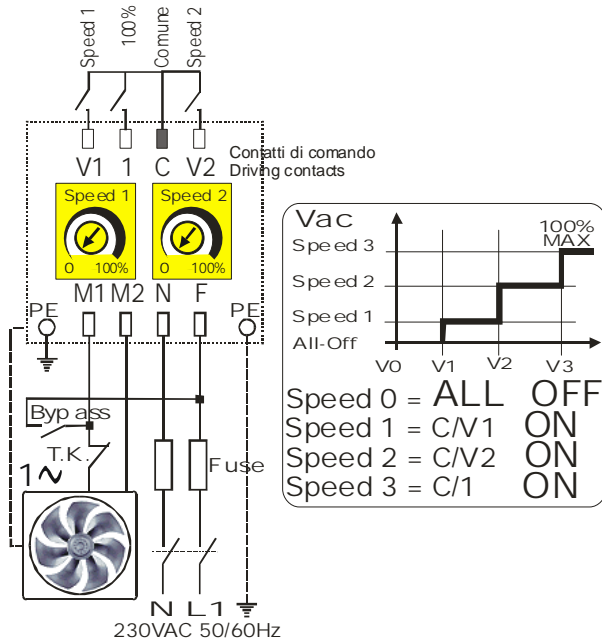 Speed 1
100%
Comune
Speed 2
V1 1 C V2
Contatti di comando
Driving contacts
Speed 1
0 100%
Speed 2
0 100%
M1 M2 N F
PE
PE
Bypass
T.K.
Fuse
1~
N L1
230VAC 50/60Hz
Vac
100%
MAX
Speed 3
Speed 2
Speed 1
All-Off
V0 V1 V2 V3
Speed 0 = ALL OFF
Speed 1 = C/V1 ON
Speed 2 = C/V2 ON
Speed 3 = C/1 ON